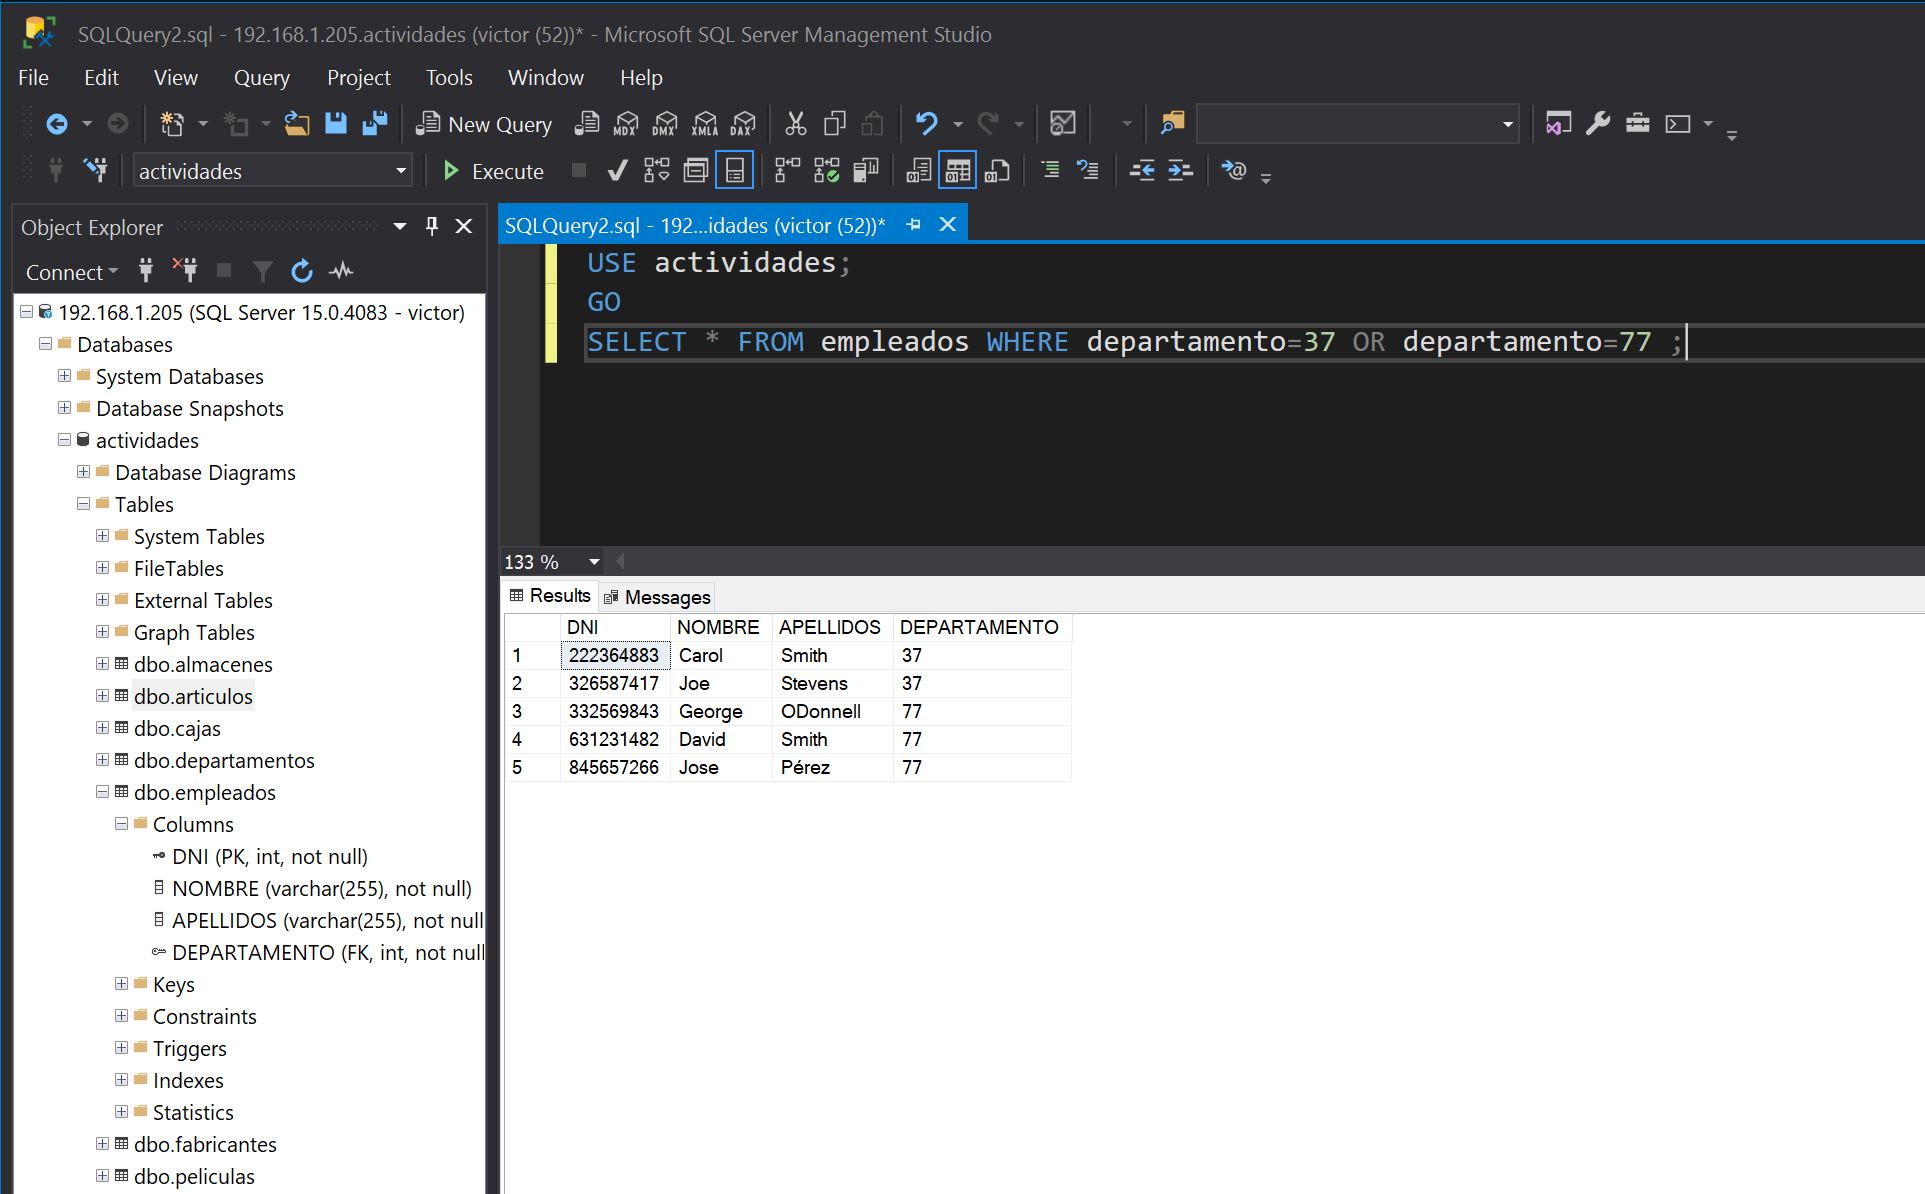 SQLQuery2.sql - 192.168.1.205.actividades (victor (52))* - Microsoft SQL Server Management Studio
File Edit View Query Project Tools Window Help
New Query MDX DMX XMLA DAX
actividades Execute
Object Explorer
Connect
192.168.1.205 (SQL Server 15.0.4083 - victor)
Databases
System Databases
Database Snapshots
actividades
Database Diagrams
Tables
System Tables
FileTables
External Tables
Graph Tables
dbo.almacenes
dbo.articulos
dbo.cajas
dbo.departamentos
dbo.empleados
Columns
DNI (PK, int, not null)
NOMBRE (varchar(255), not null)
APELLIDOS (varchar(255), not null
DEPARTAMENTO (FK, int, not null
Keys
Constraints
Triggers
Indexes
Statistics
dbo.fabricantes
dbo.peliculas
SQLQuery2.sql - 192...idades (victor (52))*
USE actividades;
GO
SELECT * FROM empleados WHERE departamento=37 OR departamento=77 ;
133 %
Results Messages
DNI NOMBRE APELLIDOS DEPARTAMENTO
1 222364883 Carol Smith 37
2 326587417 Joe Stevens 37
3 332569843 George ODonnell 77
4 631231482 David Smith 77
5 845657266 Jose Pérez 77